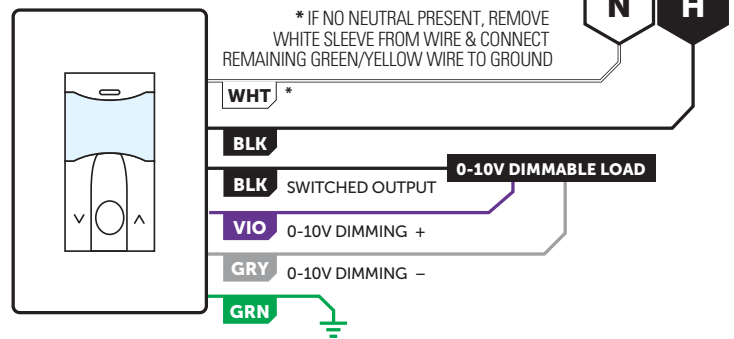 N H
* IF NO NEUTRAL PRESENT, REMOVE
WHITE SLEEVE FROM WIRE & CONNECT
REMAINING GREEN/YELLOW WIRE TO GROUND
WHT *
BLK
0-10V DIMMABLE LOAD
BLK SWITCHED OUTPUT
VIO 0-10V DIMMING +
GRY 0-10V DIMMING –
GRN